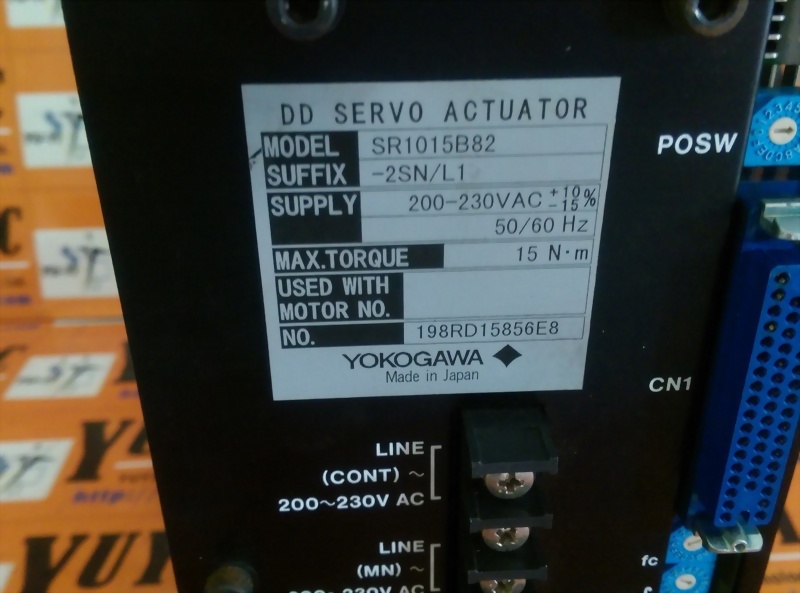 DD SERVO ACTUATOR
MODEL SR1015B82
SUFFIX -2SN/L1
SUPPLY 200-230VAC +10 -15 %
50/60 Hz
MAX.TORQUE 15 N·m
USED WITH
MOTOR NO.
NO. 198RD15856E8
YOKOGAWA
Made in Japan
POSW
CN1
LINE
(CONT) ~
200~230V AC
LINE
(MN) ~
fc